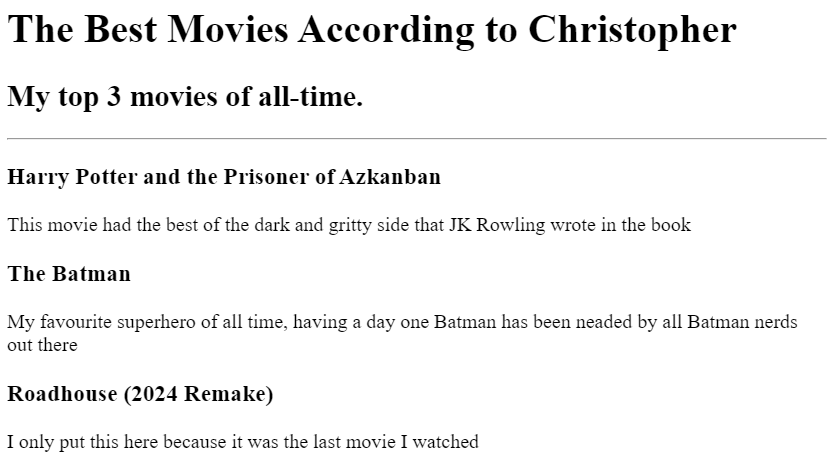 The Best Movies According to Christopher
My top 3 movies of all-time.
Harry Potter and the Prisoner of Azkanban
This movie had the best of the dark and gritty side that JK Rowling wrote in the book
The Batman
My favourite superhero of all time, having a day one Batman has been neaded by all Batman nerds
out there
Roadhouse (2024 Remake)
I only put this here because it was the last movie I watched